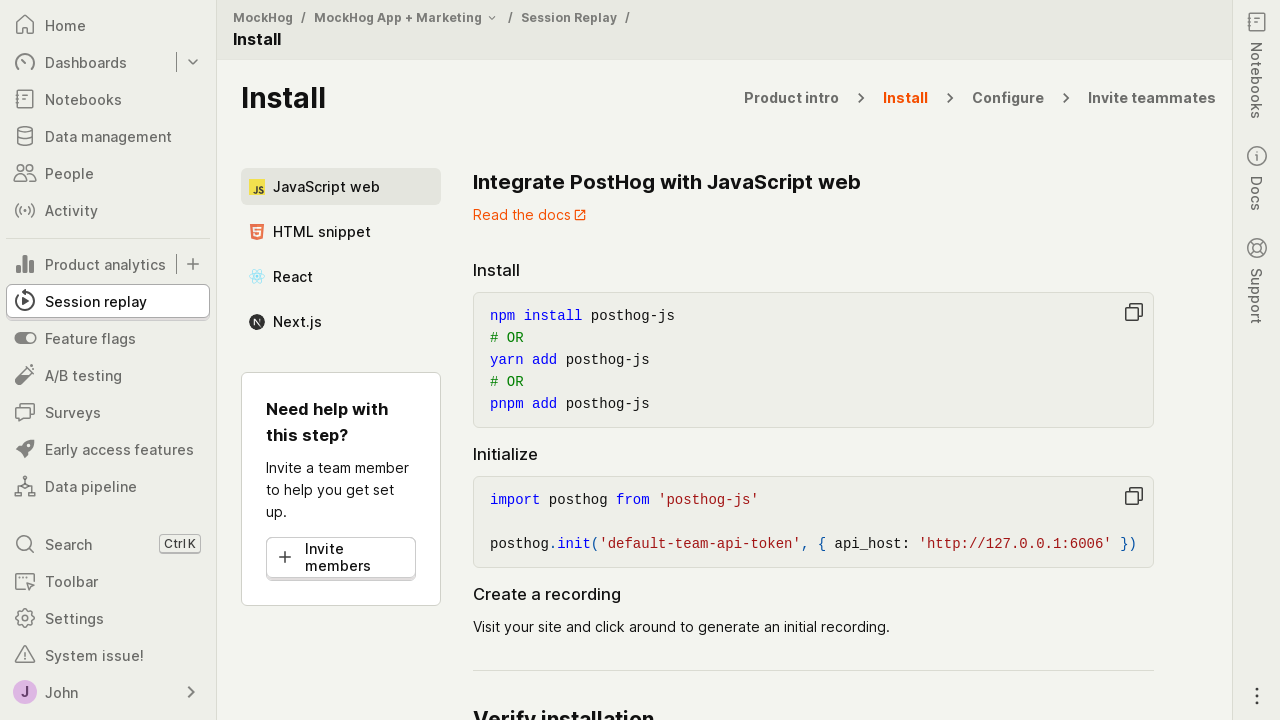 Home
Dashboards
Notebooks
Data management
People
Activity
Product analytics
Session replay
Feature flags
A/B testing
Surveys
Early access features
Data pipeline
Search Ctrl K
Toolbar
Settings
System issue!
J John
MockHog / MockHog App + Marketing / Session Replay /
Install
Install
Product intro > Install > Configure > Invite teammates
JS JavaScript web
HTML snippet
React
Next.js
Need help with
this step?
Invite a team member
to help you get set
up.
Invite
members
Integrate PostHog with JavaScript web
Read the docs
Install
npm install posthog-js
# OR
yarn add posthog-js
# OR
pnpm add posthog-js
Initialize
import posthog from 'posthog-js'
posthog.init('default-team-api-token', { api_host: 'http://127.0.0.1:6006' })
Create a recording
Visit your site and click around to generate an initial recording.
Verify installation
Notebooks
Docs
Support